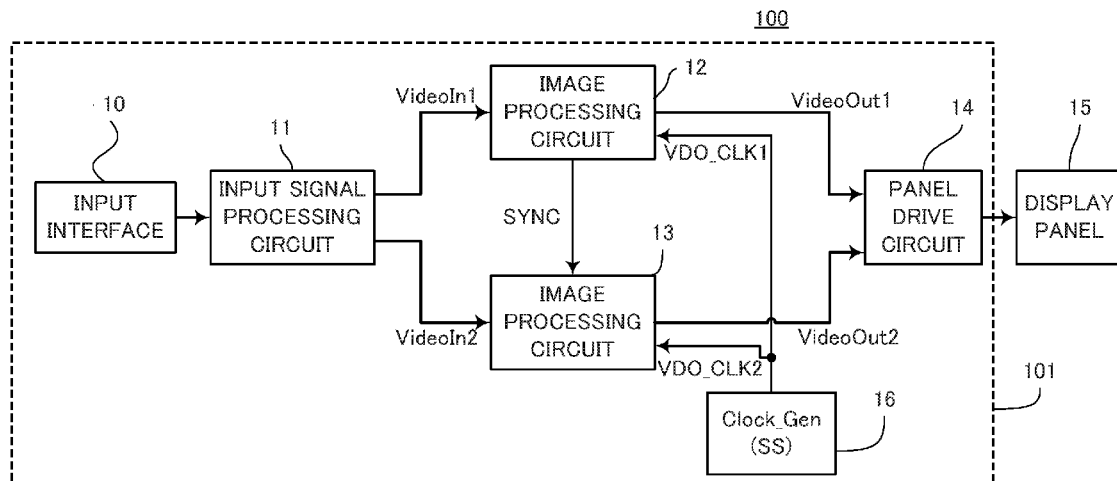 100
10
INPUT
INTERFACE
11
INPUT SIGNAL
PROCESSING
CIRCUIT
VideoIn1
12
IMAGE
PROCESSING
CIRCUIT
VDO_CLK1
VideoOut1
SYNC
VideoIn2
13
IMAGE
PROCESSING
CIRCUIT
VDO_CLK2
VideoOut2
14
PANEL
DRIVE
CIRCUIT
15
DISPLAY
PANEL
Clock_Gen
(SS)
16
101